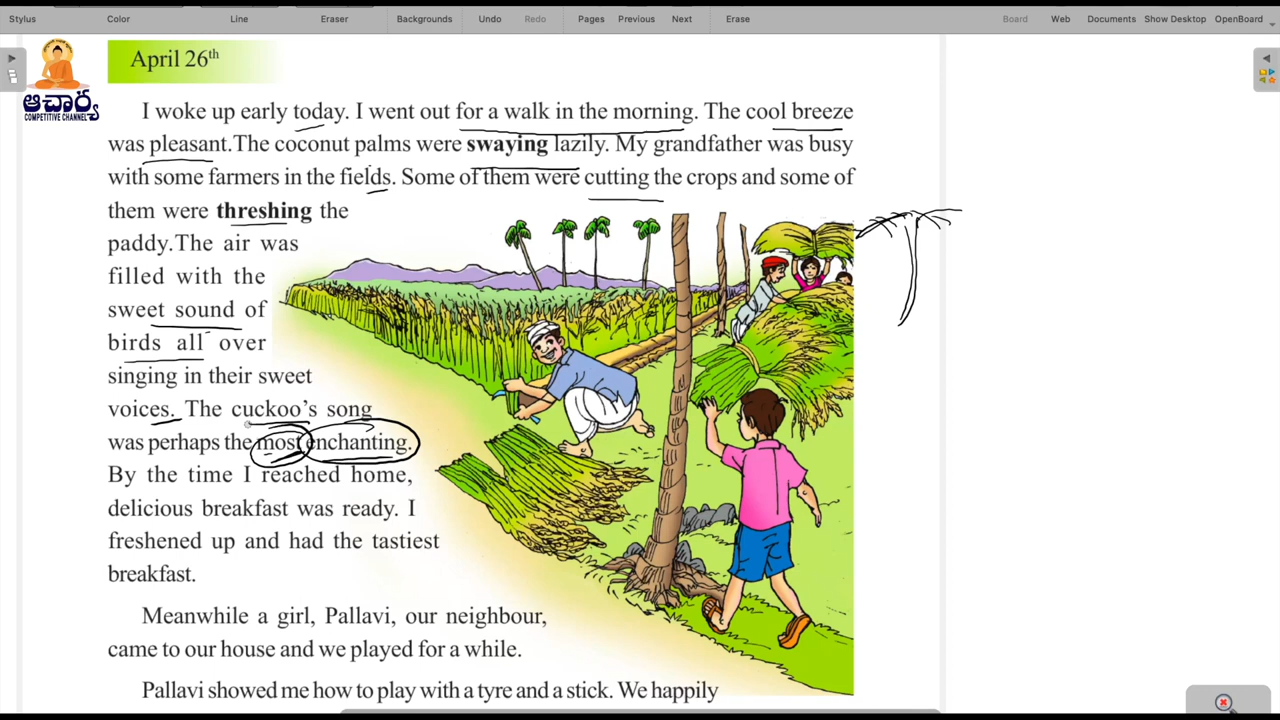 Stylus Color Line Eraser Backgrounds Undo Redo Pages Previous Next Erase Board Web Documents Show Desktop OpenBoard
ఆచార్య
COMPETITIVE CHANNEL
April 26th
I woke up early today. I went out for a walk in the morning. The cool breeze
was pleasant.The coconut palms were swaying lazily. My grandfather was busy
with some farmers in the fields. Some of them were cutting the crops and some of
them were threshing the
paddy.The air was
filled with the
sweet sound of
birds all over
singing in their sweet
voices. The cuckoo's song
was perhaps the most enchanting.
By the time I reached home,
delicious breakfast was ready. I
freshened up and had the tastiest
breakfast.
Meanwhile a girl, Pallavi, our neighbour,
came to our house and we played for a while.
Pallavi showed me how to play with a tyre and a stick. We happily